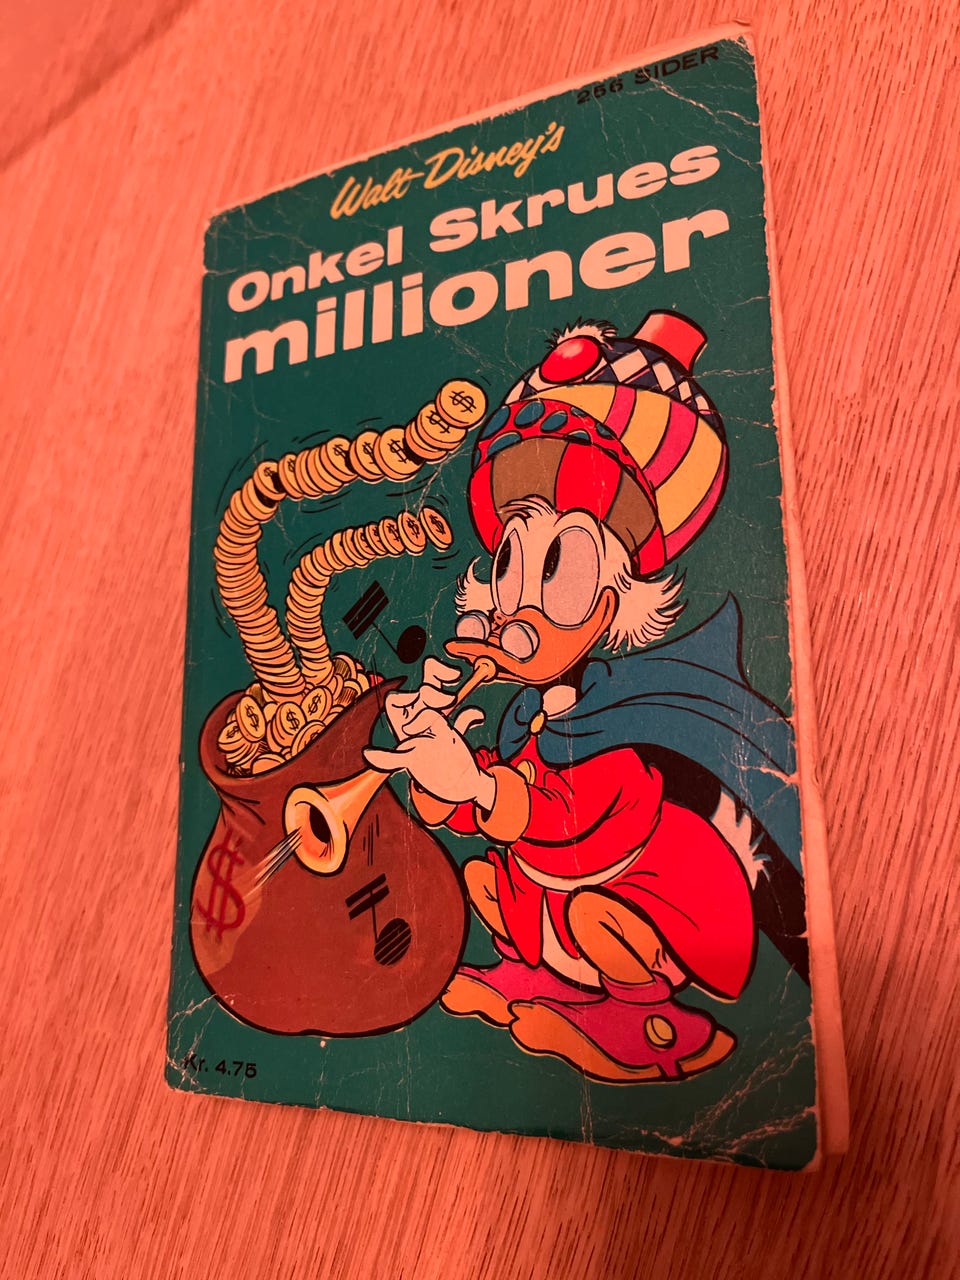 256 SIDER
Walt Disney's
Onkel Skrues
millioner
$
Kr. 4.75